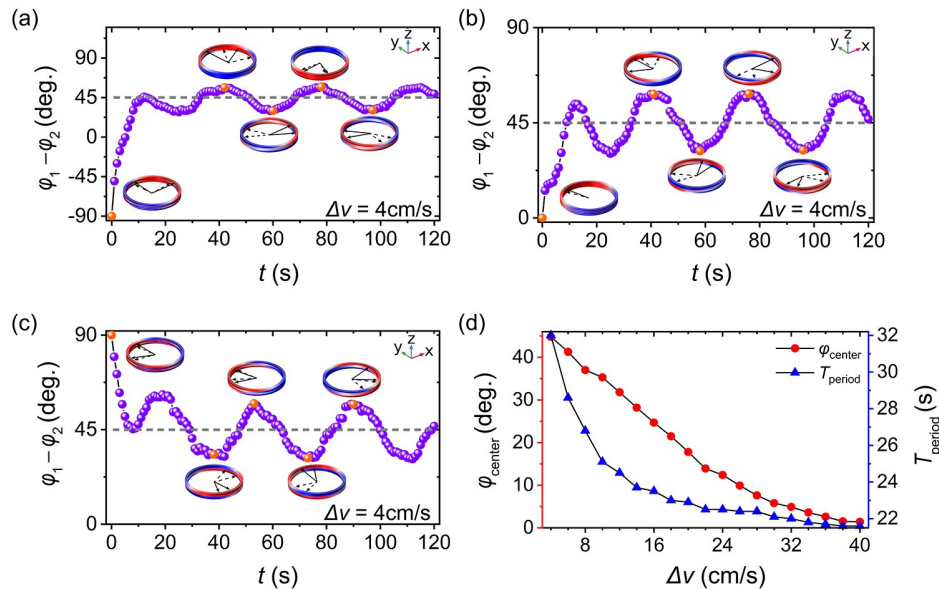 (a)
φ₁−φ₂ (deg.)
90
45
0
-45
-90
y z x
Δv = 4cm/s
0 20 40 60 80 100 120
t (s)
(b)
φ₁−φ₂ (deg.)
90
45
0
y z x
Δv = 4cm/s
0 20 40 60 80 100 120
t (s)
(c)
φ₁−φ₂ (deg.)
90
45
0
y z x
Δv = 4cm/s
0 20 40 60 80 100 120
t (s)
(d)
φcenter (deg.)
40
30
20
10
0
φcenter
Tperiod
32
30
28
26
24
22
Tperiod (s)
8 16 24 32 40
Δv (cm/s)